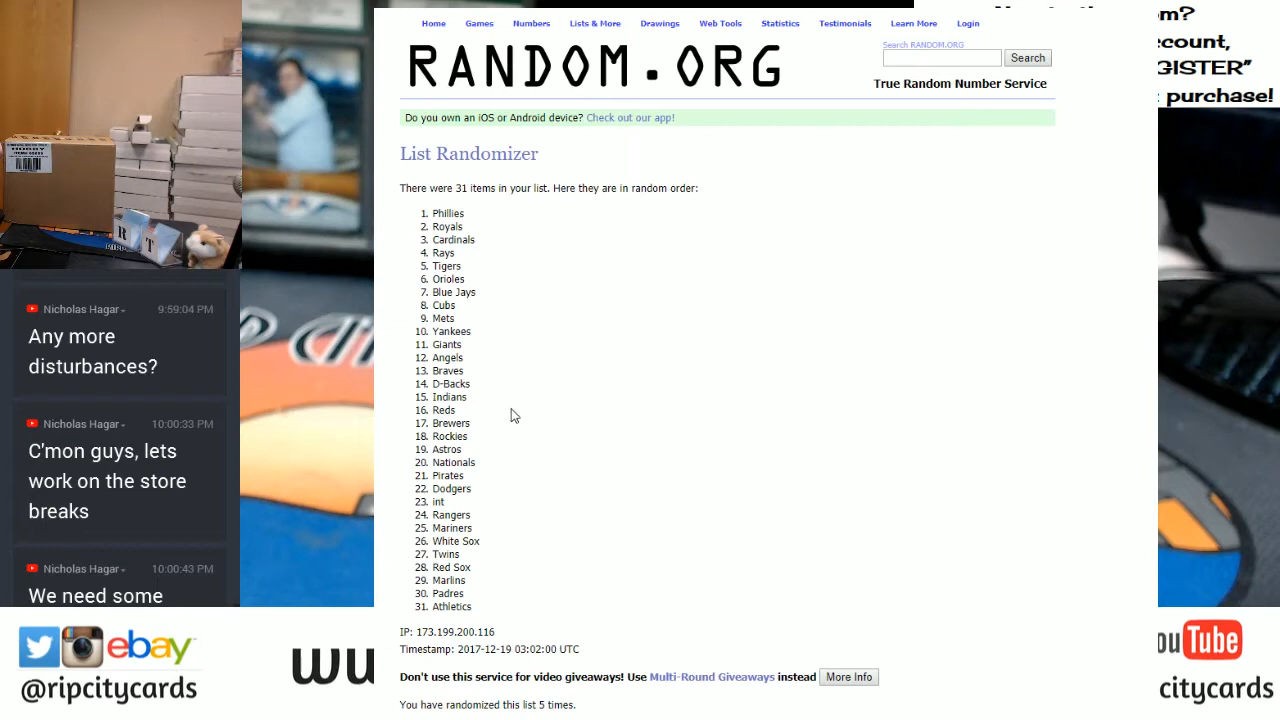 Home Games Numbers Lists & More Drawings Web Tools Statistics Testimonials Learn More Login
RANDOM.ORG
Search RANDOM.ORG
Search
True Random Number Service
Do you own an iOS or Android device? Check out our app!
List Randomizer
There were 31 items in your list. Here they are in random order:
1. Phillies
2. Royals
3. Cardinals
4. Rays
5. Tigers
6. Orioles
7. Blue Jays
8. Cubs
9. Mets
10. Yankees
11. Giants
12. Angels
13. Braves
14. D-Backs
15. Indians
16. Reds
17. Brewers
18. Rockies
19. Astros
20. Nationals
21. Pirates
22. Dodgers
23. int
24. Rangers
25. Mariners
26. White Sox
27. Twins
28. Red Sox
29. Marlins
30. Padres
31. Athletics
IP: 173.199.200.116
Timestamp: 2017-12-19 03:02:00 UTC
Don't use this service for video giveaways! Use Multi-Round Giveaways instead More Info
You have randomized this list 5 times.
R T
Nicholas Hagar 9:59:04 PM
Any more
disturbances?
Nicholas Hagar 10:00:33 PM
C'mon guys, lets
work on the store
breaks
Nicholas Hagar 10:00:43 PM
We need some
ebay
@ripcitycards
wu
om?
ccount,
GISTER"
purchase!
ou Tube
citycards